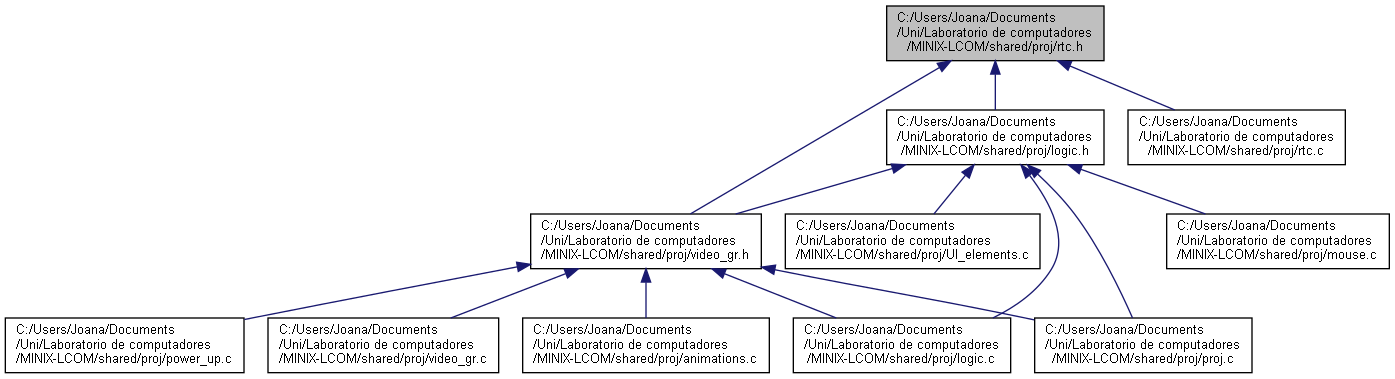 C:/Users/Joana/Documents
/Uni/Laboratorio de computadores
/MINIX-LCOM/shared/proj/rtc.h
C:/Users/Joana/Documents
/Uni/Laboratorio de computadores
/MINIX-LCOM/shared/proj/logic.h
C:/Users/Joana/Documents
/Uni/Laboratorio de computadores
/MINIX-LCOM/shared/proj/rtc.c
C:/Users/Joana/Documents
/Uni/Laboratorio de computadores
/MINIX-LCOM/shared/proj/video_gr.h
C:/Users/Joana/Documents
/Uni/Laboratorio de computadores
/MINIX-LCOM/shared/proj/UI_elements.c
C:/Users/Joana/Documents
/Uni/Laboratorio de computadores
/MINIX-LCOM/shared/proj/mouse.c
C:/Users/Joana/Documents
/Uni/Laboratorio de computadores
/MINIX-LCOM/shared/proj/power_up.c
C:/Users/Joana/Documents
/Uni/Laboratorio de computadores
/MINIX-LCOM/shared/proj/video_gr.c
C:/Users/Joana/Documents
/Uni/Laboratorio de computadores
/MINIX-LCOM/shared/proj/animations.c
C:/Users/Joana/Documents
/Uni/Laboratorio de computadores
/MINIX-LCOM/shared/proj/logic.c
C:/Users/Joana/Documents
/Uni/Laboratorio de computadores
/MINIX-LCOM/shared/proj/proj.c